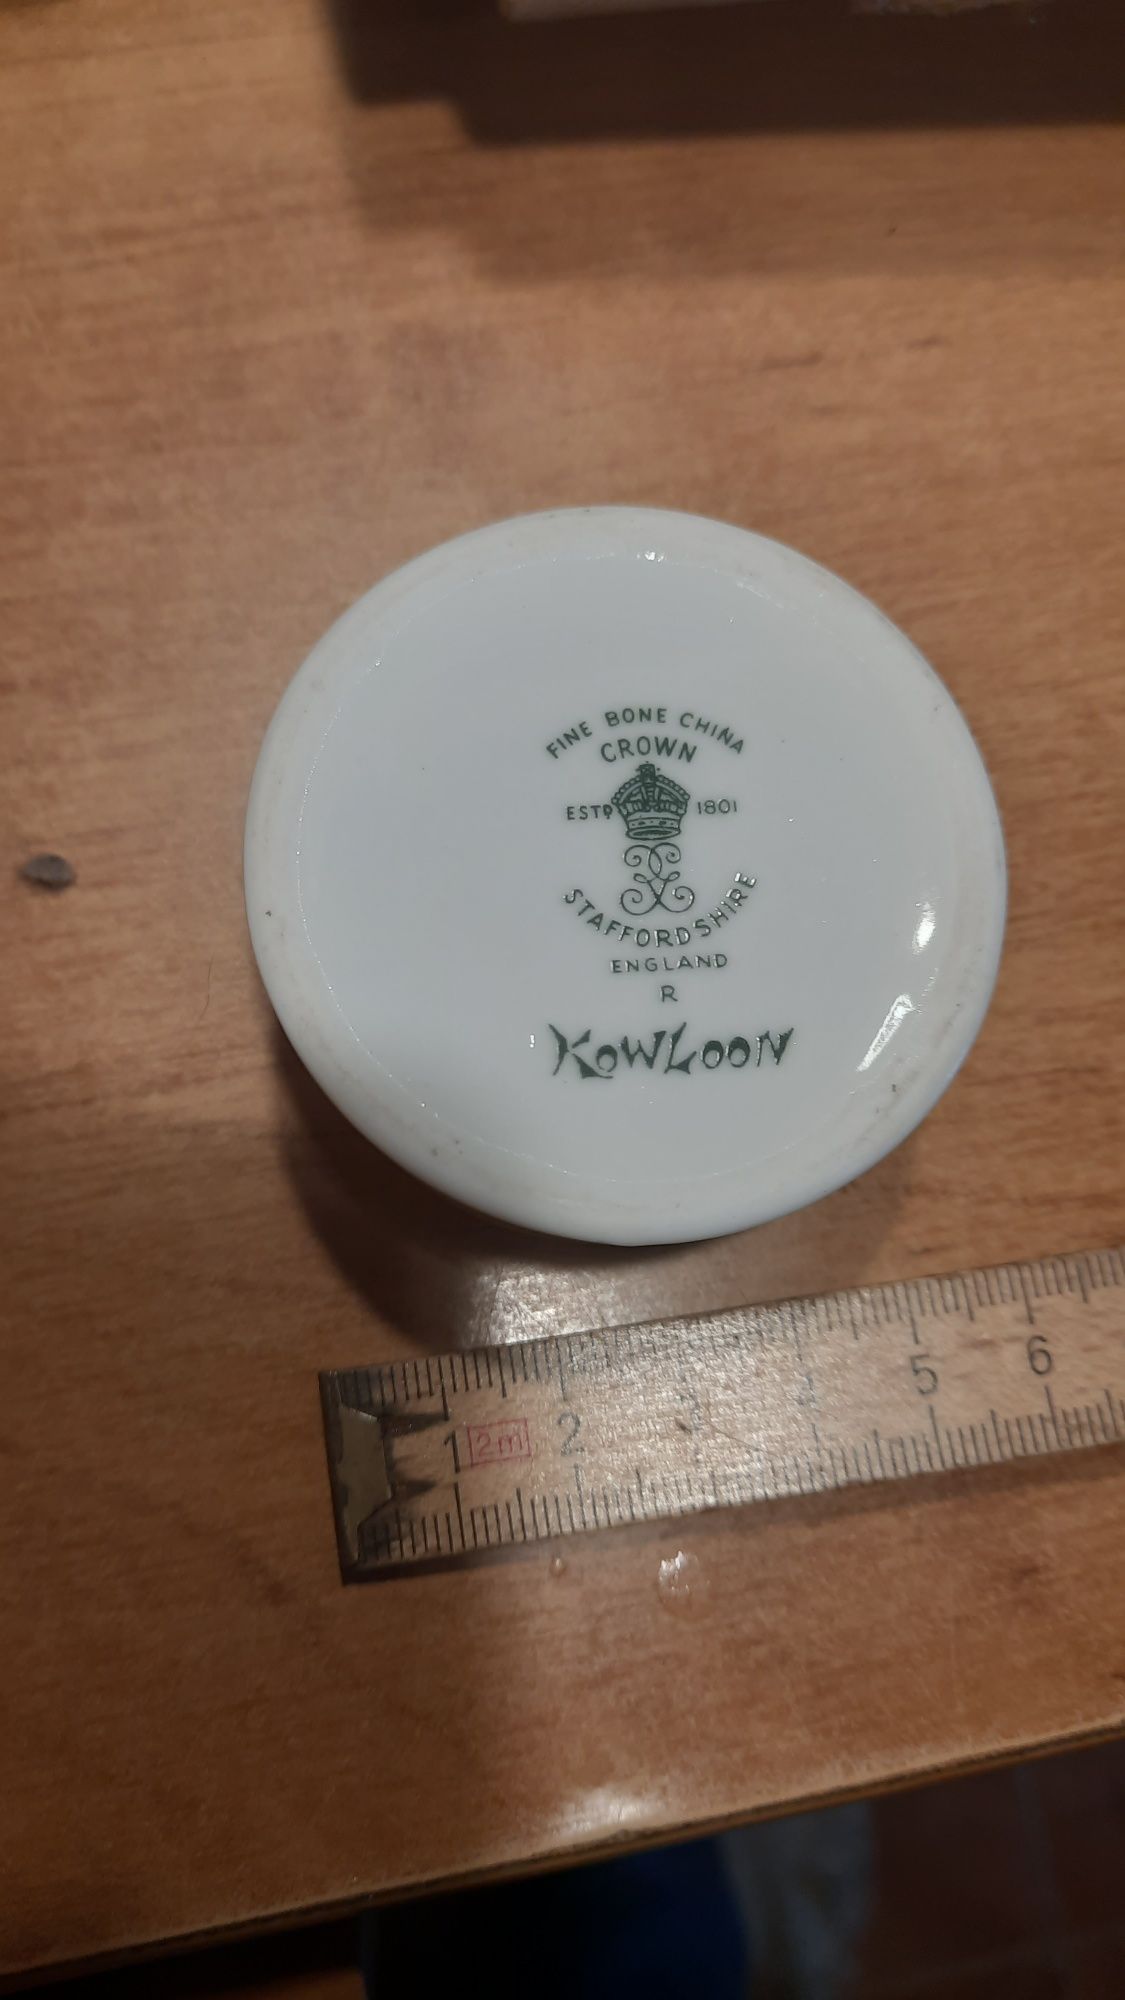 FINE BONE CHINA
CROWN
ESTD 1801
STAFFORDSHIRE
ENGLAND
R
KOWLOON
1 2m 2 3 4 5 6